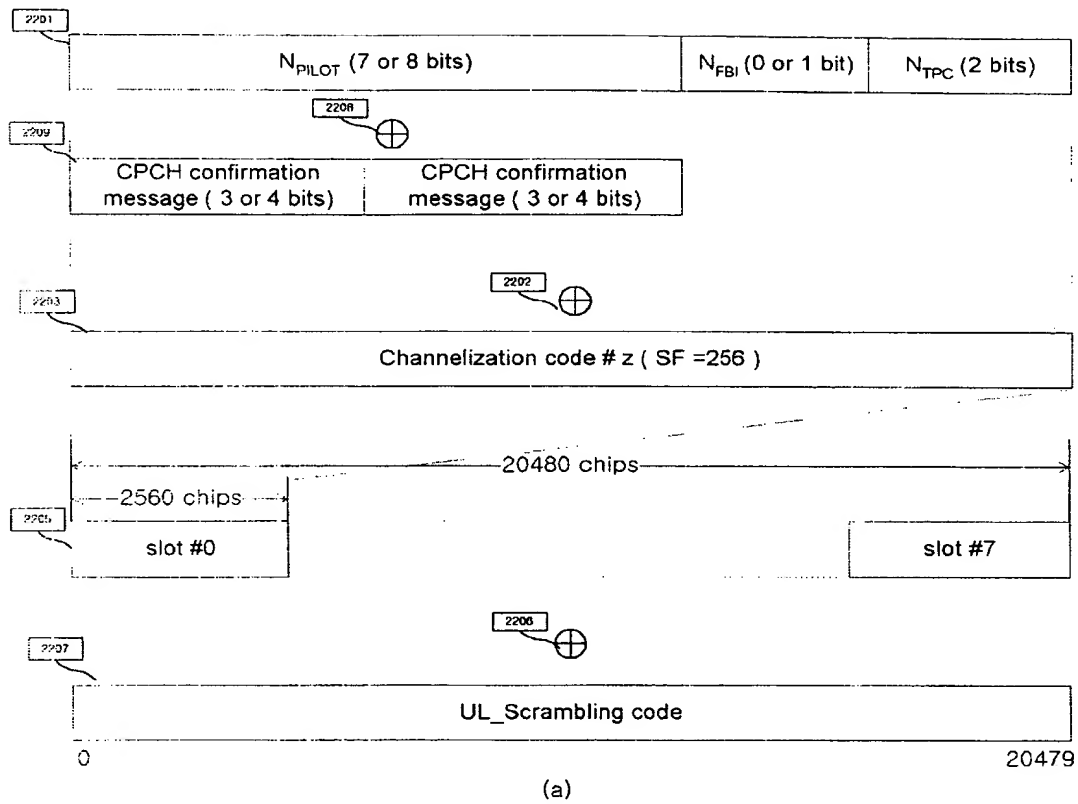 2201
N_PILOT (7 or 8 bits) N_FBI (0 or 1 bit) N_TPC (2 bits)
2208
2209
CPCH confirmation message ( 3 or 4 bits) CPCH confirmation message ( 3 or 4 bits)
2202
2203
Channelization code # z ( SF =256 )
20480 chips
2560 chips
2205
slot #0 slot #7
2206
2207
UL_Scrambling code
0 20479
(a)